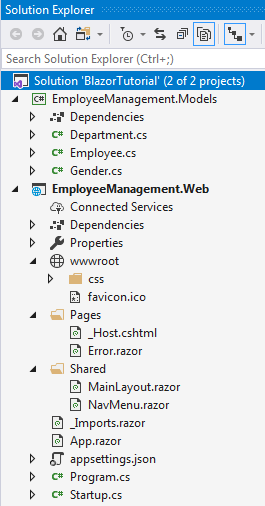 Solution Explorer
Search Solution Explorer (Ctrl+;)
Solution 'BlazorTutorial' (2 of 2 projects)
EmployeeManagement.Models
Dependencies
Department.cs
Employee.cs
Gender.cs
EmployeeManagement.Web
Connected Services
Dependencies
Properties
wwwroot
css
favicon.ico
Pages
_Host.cshtml
Error.razor
Shared
MainLayout.razor
NavMenu.razor
_Imports.razor
App.razor
appsettings.json
Program.cs
Startup.cs